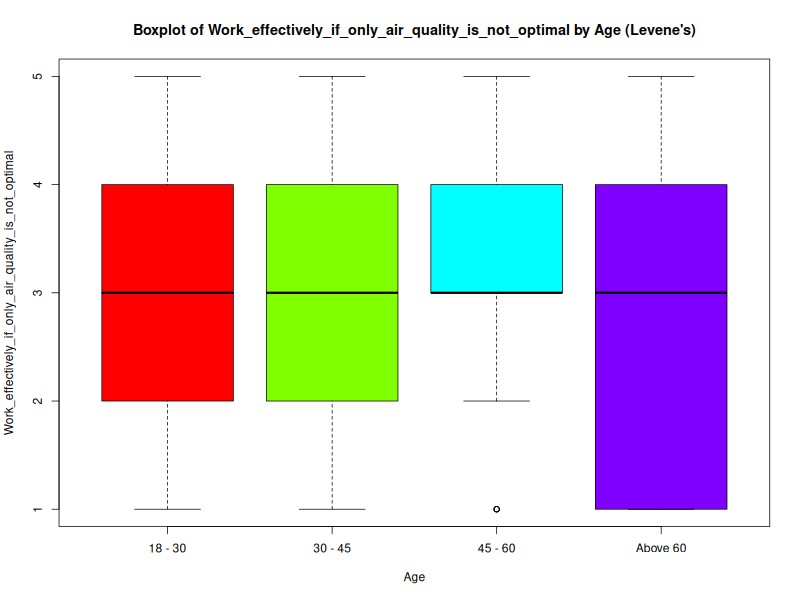 Boxplot of Work_effectively_if_only_air_quality_is_not_optimal by Age (Levene's)
Work_effectively_if_only_air_quality_is_not_optimal
5
4
3
2
1
18 - 30
30 - 45
45 - 60
Above 60
Age